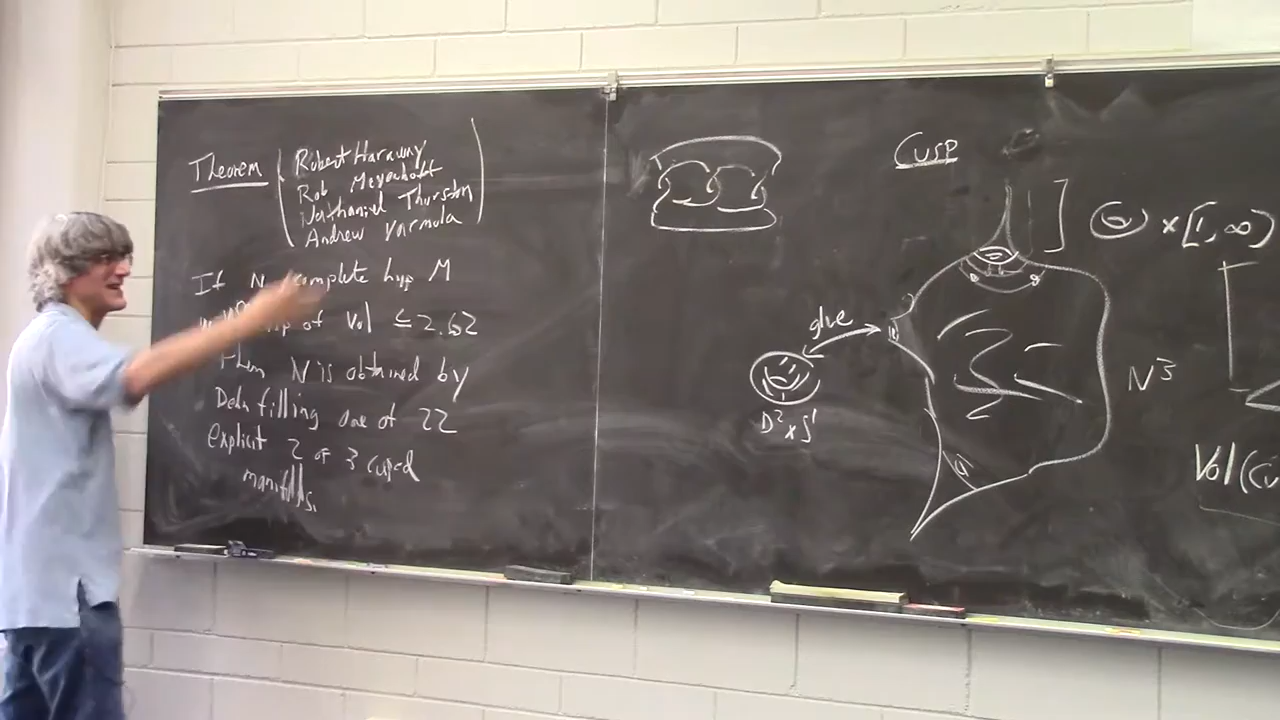 Theorem
Robert Haraway
Rob Meyerhoff
Nathaniel Thurston
Andrew Yarmola
If N complete hyp M
of Vol ≤ 2.62
then N is obtained by
Dehn filling one of 22
explicit 2 or 3 cusped
manifolds.
Cusp
× [1, ∞)
glue
D² × S¹
N³
Vol(Cu